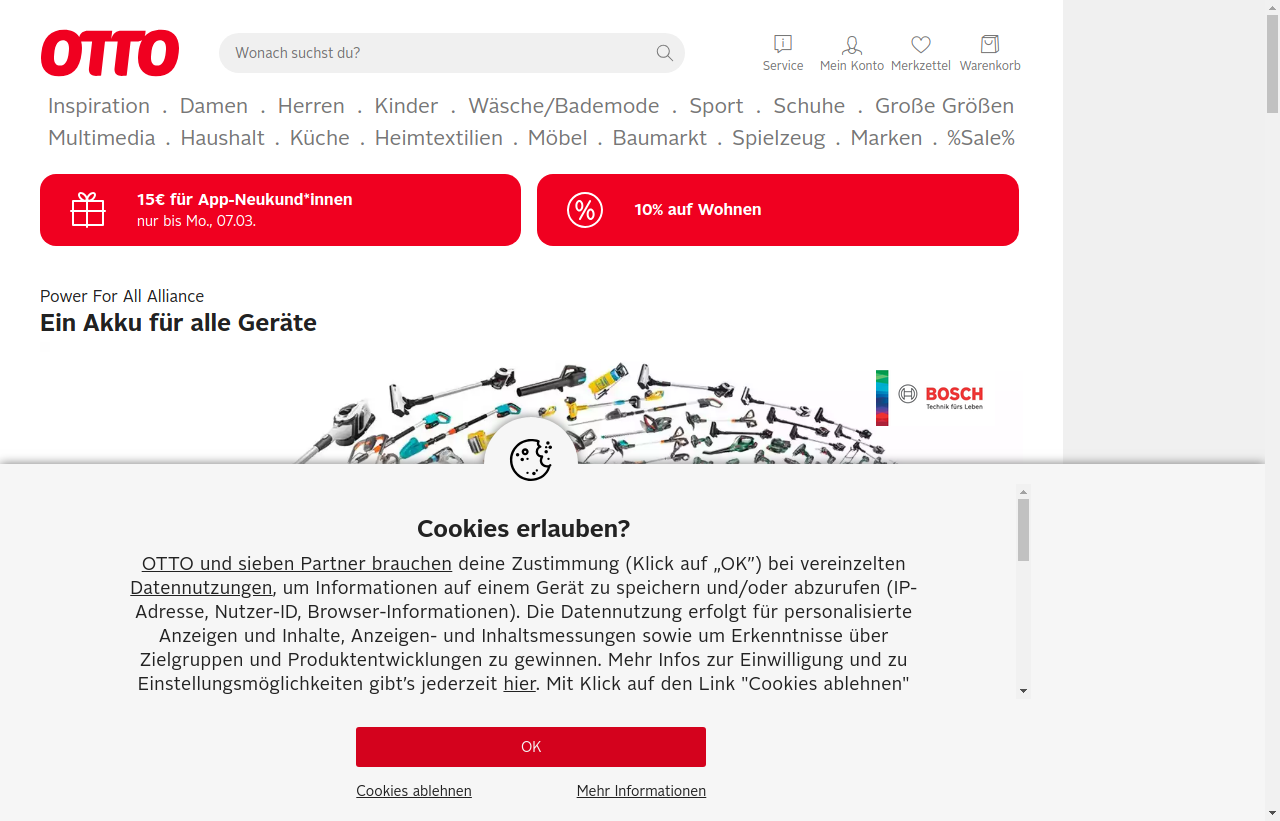 OTTO
Wonach suchst du?
Service
Mein Konto
Merkzettel
Warenkorb
Inspiration . Damen . Herren . Kinder . Wäsche/Bademode . Sport . Schuhe . Große Größen
Multimedia . Haushalt . Küche . Heimtextilien . Möbel . Baumarkt . Spielzeug . Marken . %Sale%
15€ für App-Neukund*innen
nur bis Mo., 07.03.
10% auf Wohnen
Power For All Alliance
Ein Akku für alle Geräte
BOSCH
Technik fürs Leben
Cookies erlauben?
OTTO und sieben Partner brauchen deine Zustimmung (Klick auf „OK”) bei vereinzelten
Datennutzungen, um Informationen auf einem Gerät zu speichern und/oder abzurufen (IP-
Adresse, Nutzer-ID, Browser-Informationen). Die Datennutzung erfolgt für personalisierte
Anzeigen und Inhalte, Anzeigen- und Inhaltsmessungen sowie um Erkenntnisse über
Zielgruppen und Produktentwicklungen zu gewinnen. Mehr Infos zur Einwilligung und zu
Einstellungsmöglichkeiten gibt’s jederzeit hier. Mit Klick auf den Link "Cookies ablehnen"
OK
Cookies ablehnen
Mehr Informationen